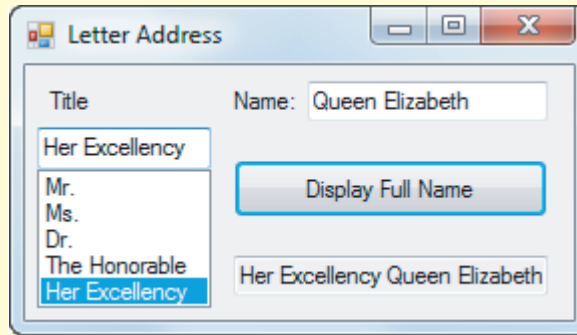 Letter Address
Title
Name: Queen Elizabeth
Her Excellency
Mr.
Ms.
Dr.
The Honorable
Her Excellency
Display Full Name
Her Excellency Queen Elizabeth